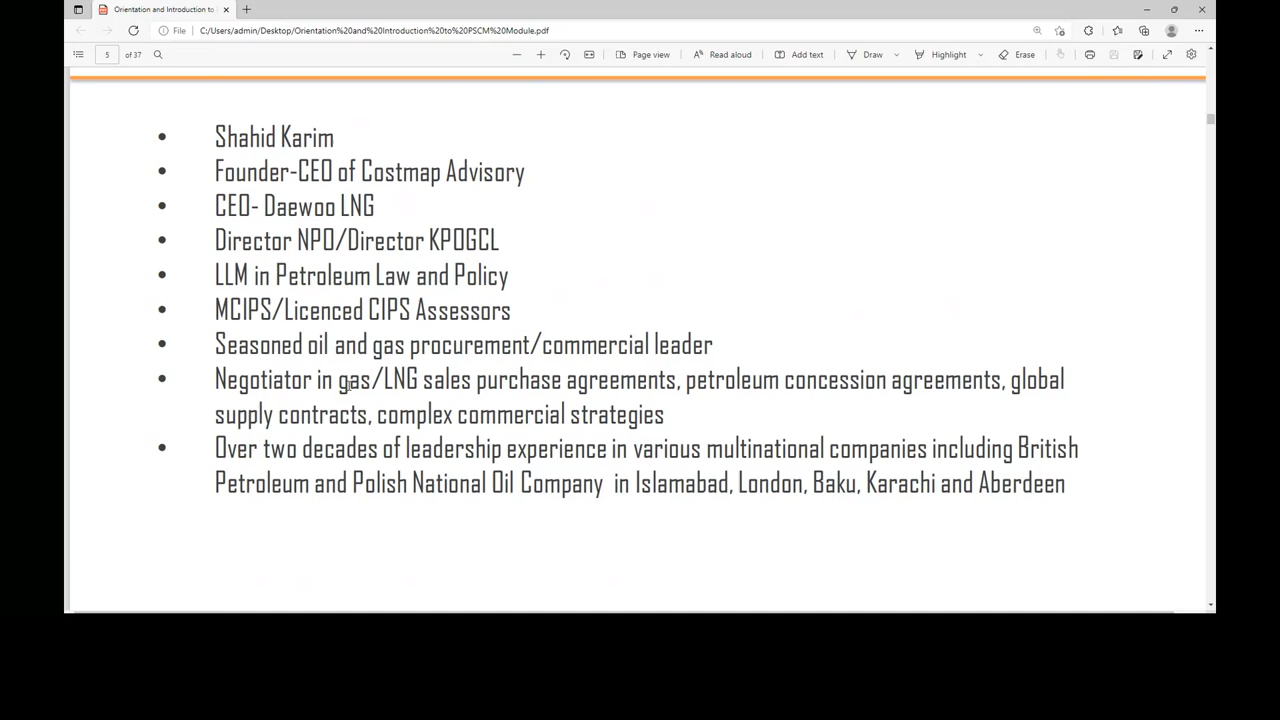 Orientation and Introduction to
File C:/Users/admin/Desktop/Orientation%20and%20Introduction%20to%20PSCM%20Module.pdf
5 of 37 Page view Read aloud Add text Draw Highlight Erase
• Shahid Karim
• Founder-CEO of Costmap Advisory
• CEO- Daewoo LNG
• Director NPO/Director KPOGCL
• LLM in Petroleum Law and Policy
• MCIPS/Licenced CIPS Assessors
• Seasoned oil and gas procurement/commercial leader
• Negotiator in gas/LNG sales purchase agreements, petroleum concession agreements, global
supply contracts, complex commercial strategies
• Over two decades of leadership experience in various multinational companies including British
Petroleum and Polish National Oil Company in Islamabad, London, Baku, Karachi and Aberdeen